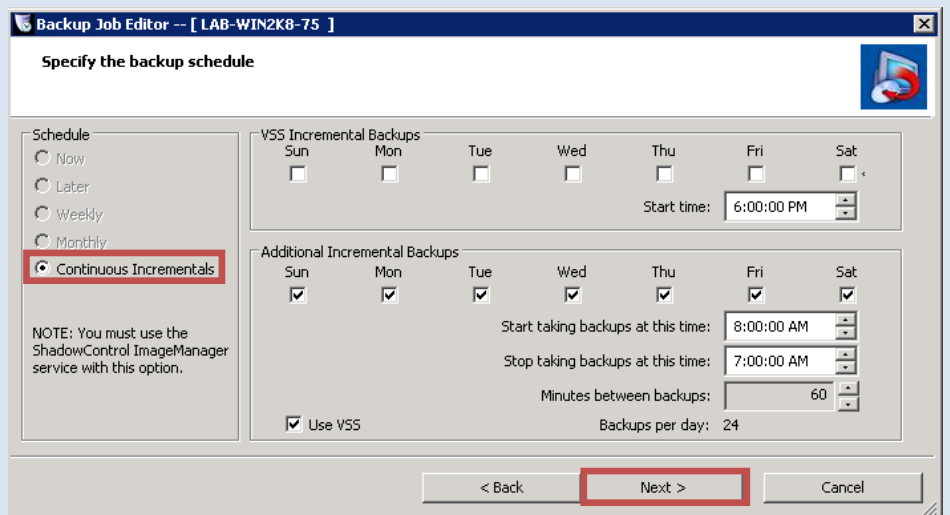 Backup Job Editor -- [ LAB-WIN2K8-75 ]
Specify the backup schedule
Schedule
Now
Later
Weekly
Monthly
Continuous Incrementals
NOTE: You must use the
ShadowControl ImageManager
service with this option.
VSS Incremental Backups
Sun Mon Tue Wed Thu Fri Sat
Start time: 6:00:00 PM
Additional Incremental Backups
Sun Mon Tue Wed Thu Fri Sat
Start taking backups at this time: 8:00:00 AM
Stop taking backups at this time: 7:00:00 AM
Minutes between backups: 60
Use VSS Backups per day: 24
< Back Next > Cancel